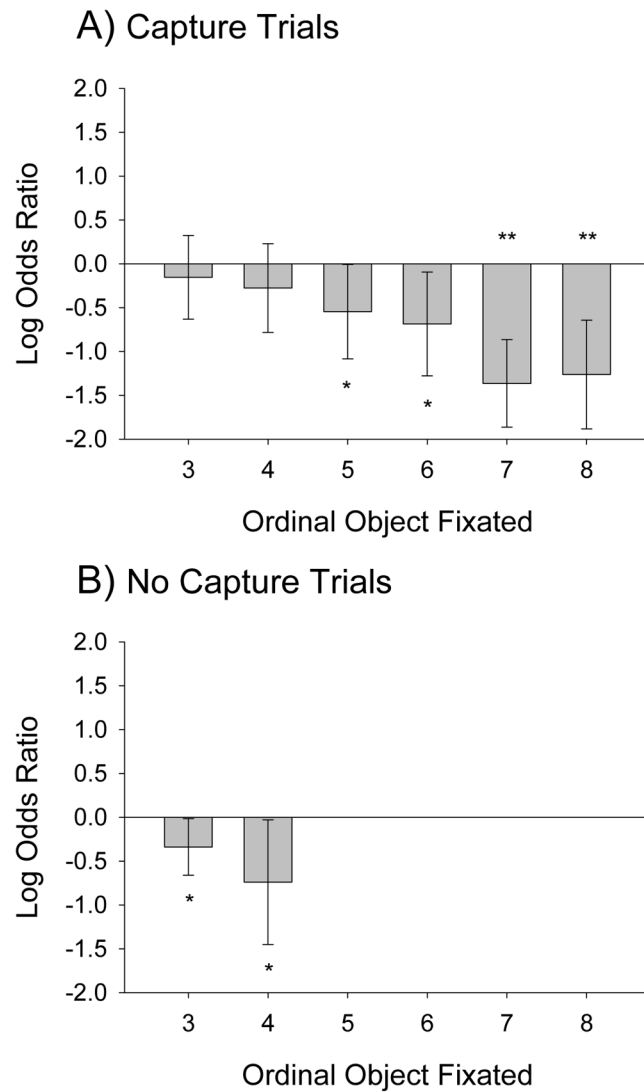 A) Capture Trials
2.0
1.5
1.0
0.5
0.0
-0.5
-1.0
-1.5
-2.0
Log Odds Ratio
** **
* *
3 4 5 6 7 8
Ordinal Object Fixated
B) No Capture Trials
2.0
1.5
1.0
0.5
0.0
-0.5
-1.0
-1.5
-2.0
Log Odds Ratio
*
*
3 4 5 6 7 8
Ordinal Object Fixated